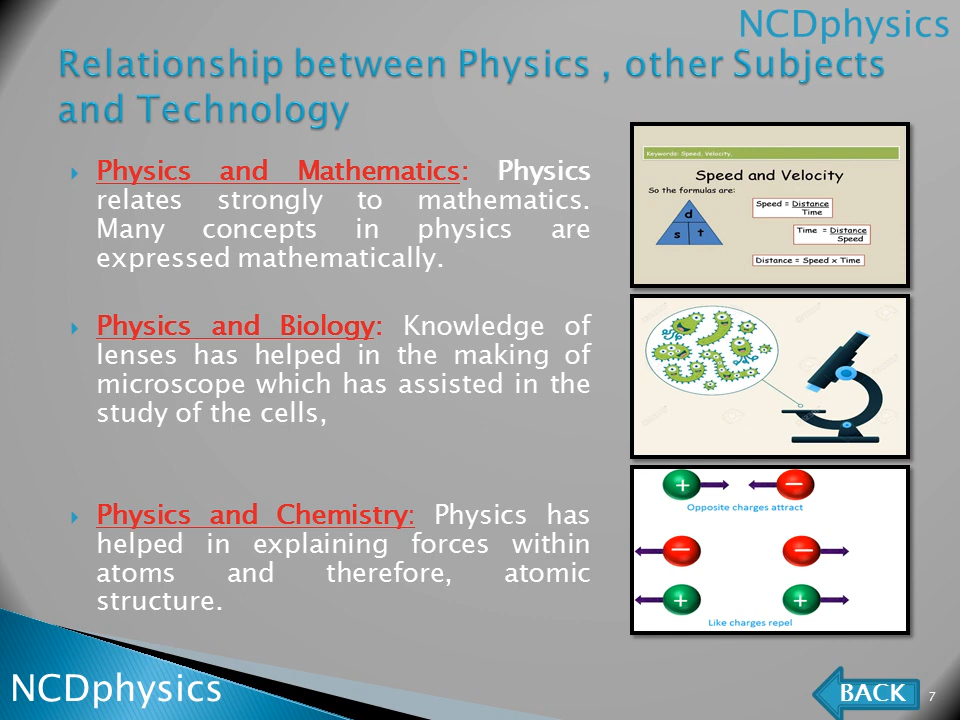 NCDphysics
Relationship between Physics , other Subjects
and Technology
Physics and Mathematics: Physics
relates strongly to mathematics.
Many concepts in physics are
expressed mathematically.
Physics and Biology: Knowledge of
lenses has helped in the making of
microscope which has assisted in the
study of the cells,
Physics and Chemistry: Physics has
helped in explaining forces within
atoms and therefore, atomic
structure.
Keywords: Speed, Velocity,
Speed and Velocity
So the formulas are:
d
s t
Speed = Distance
Time
Time = Distance
Speed
Distance = Speed x Time
+ −
Opposite charges attract
− −
+ +
Like charges repel
NCDphysics
BACK
7